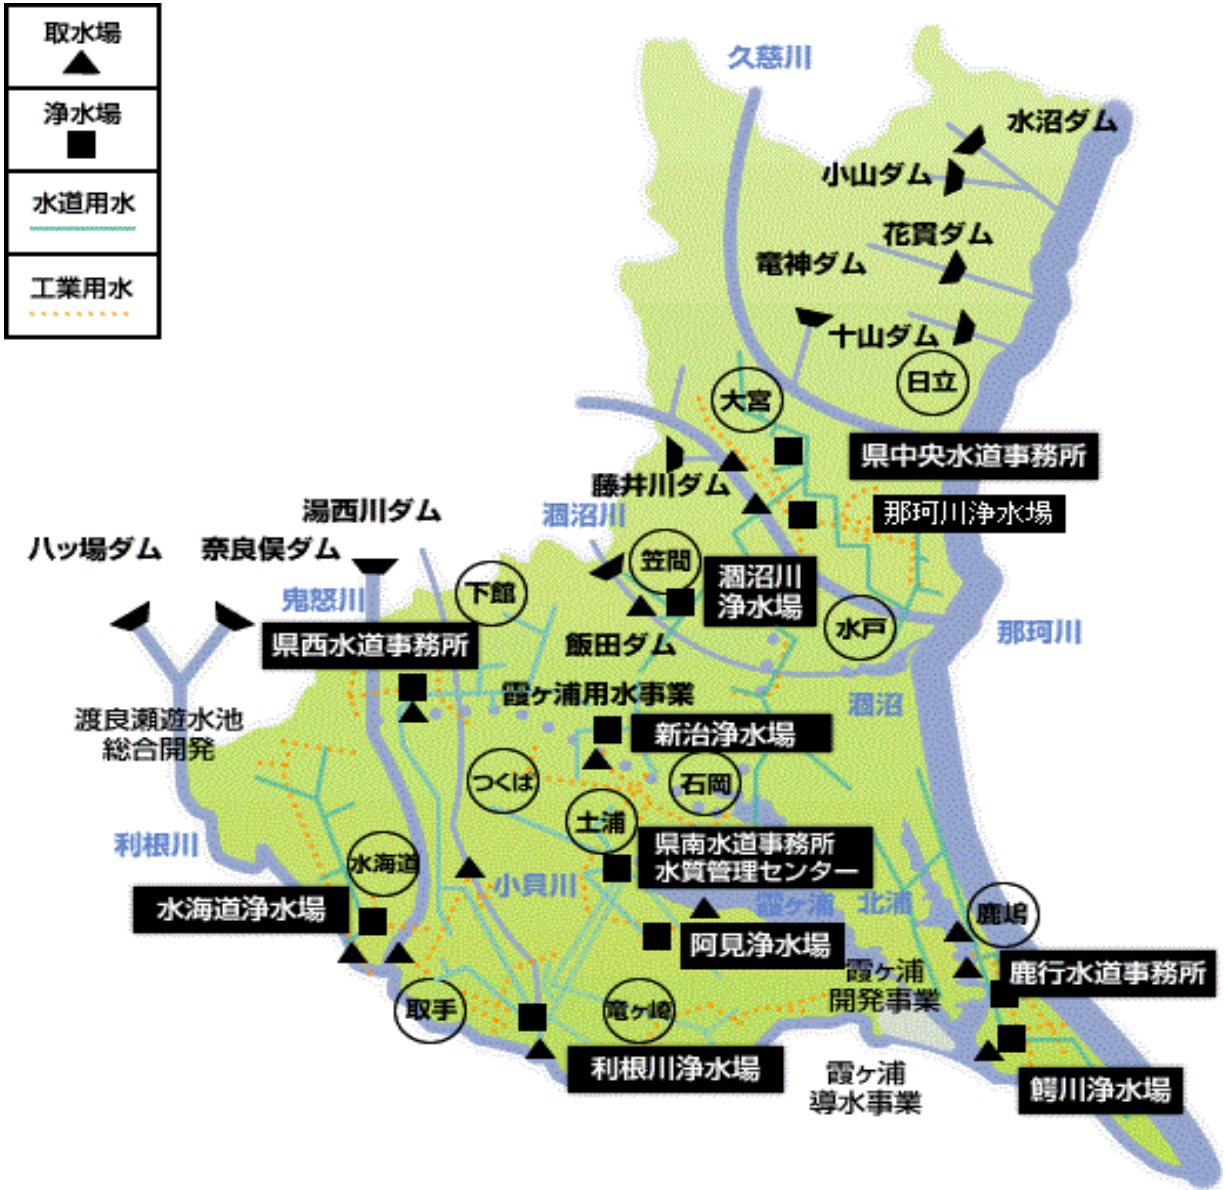 取水場
浄水場
水道用水
工業用水
久慈川
水沼ダム
小山ダム
花貫ダム
竜神ダム
十山ダム
日立
大宮
県中央水道事務所
藤井川ダム
那珂川浄水場
湯西川ダム
涸沼川
八ッ場ダム
奈良俣ダム
笠間
涸沼川
浄水場
下館
鬼怒川
水戸
那珂川
県西水道事務所
飯田ダム
霞ヶ浦用水事業
涸沼
渡良瀬遊水池
総合開発
新治浄水場
つくば
石岡
土浦
利根川
県南水道事務所
水質管理センター
水海道
小貝川
霞ヶ浦
北浦
水海道浄水場
鹿嶋
阿見浄水場
霞ヶ浦
開発事業
鹿行水道事務所
取手
竜ヶ崎
利根川浄水場
霞ヶ浦
導水事業
鰐川浄水場